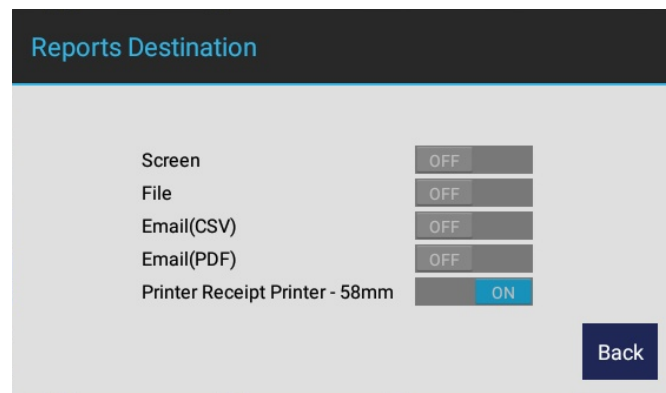 Reports Destination
Screen OFF
File OFF
Email(CSV) OFF
Email(PDF) OFF
Printer Receipt Printer - 58mm ON
Back